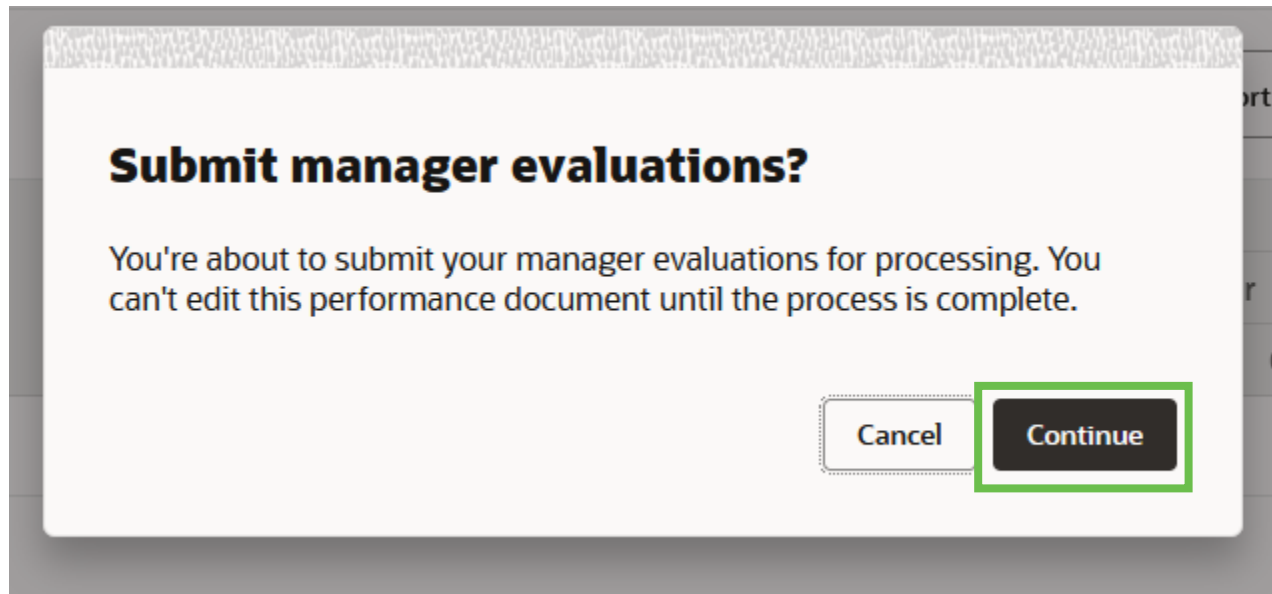 Submit manager evaluations?
You're about to submit your manager evaluations for processing. You
can't edit this performance document until the process is complete.
Cancel
Continue